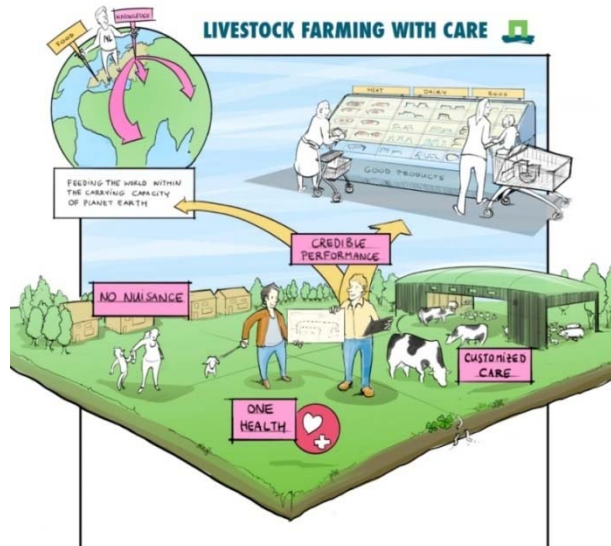 LIVESTOCK FARMING WITH CARE
NL
FOOD
KNOWLEDGE
MEAT
DAIRY
EGGS
GOOD PRODUCTS
FEEDING THE WORLD WITHIN
THE CARRYING CAPACITY
OF PLANET EARTH
CREDIBLE
PERFORMANCE
NO NUISANCE
CUSTOMIZED
CARE
ONE
HEALTH